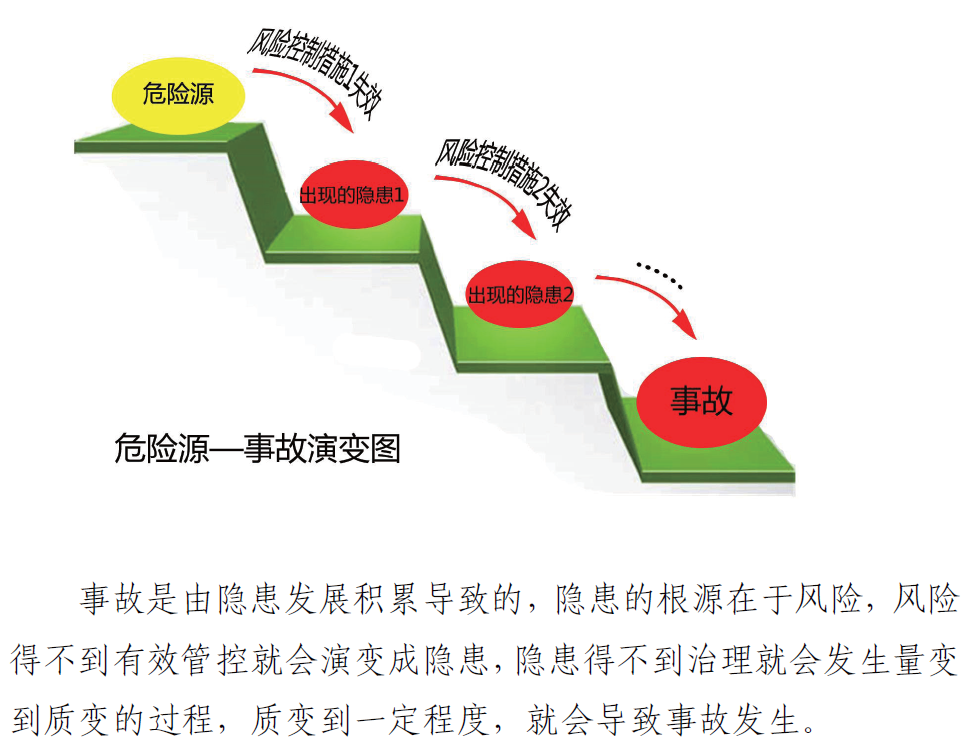 风险控制措施1失效
危险源
风险控制措施2失效
出现的隐患1
……
出现的隐患2
事故
危险源—事故演变图
事故是由隐患发展积累导致的，隐患的根源在于风险，风险
得不到有效管控就会演变成隐患，隐患得不到治理就会发生量变
到质变的过程，质变到一定程度，就会导致事故发生。